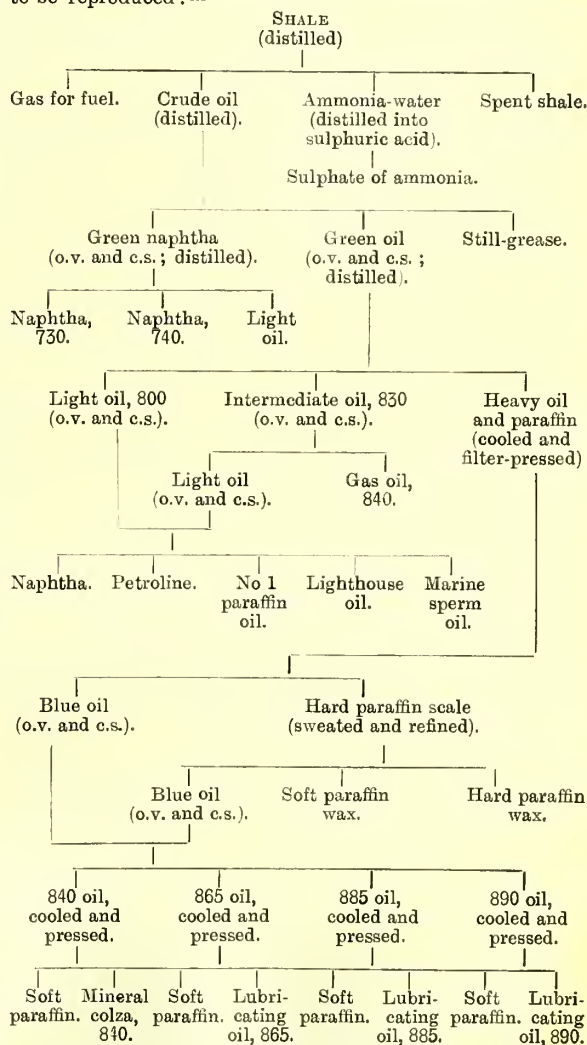 to be reproduced:—
SHALE
(distilled)
Gas for fuel. Crude oil Ammonia-water Spent shale.
(distilled). (distilled into
sulphuric acid).
Sulphate of ammonia.
Green naphtha Green oil Still-grease.
(o.v. and c.s.; distilled). (o.v. and c.s.;
distilled).
Naphtha, Naphtha, Light
730. 740. oil.
Light oil, 800 Intermediate oil, 830 Heavy oil
(o.v. and c.s.). (o.v. and c.s.). and paraffin
(cooled and
filter-pressed)
Light oil Gas oil,
(o.v. and c.s.). 840.
Naphtha. Petroline. No 1 Lighthouse Marine
paraffin oil. sperm
oil. oil.
Blue oil Hard paraffin scale
(o.v. and c.s.). (sweated and refined).
Blue oil Soft paraffin Hard paraffin
(o.v. and c.s.). wax. wax.
840 oil, 865 oil, 885 oil, 890 oil,
cooled and cooled and cooled and cooled and
pressed. pressed. pressed. pressed.
Soft Mineral Soft Lubri- Soft Lubri- Soft Lubri-
paraffin. colza, paraffin. cating paraffin. cating paraffin. cating
840. oil, 865. oil, 885. oil, 890.